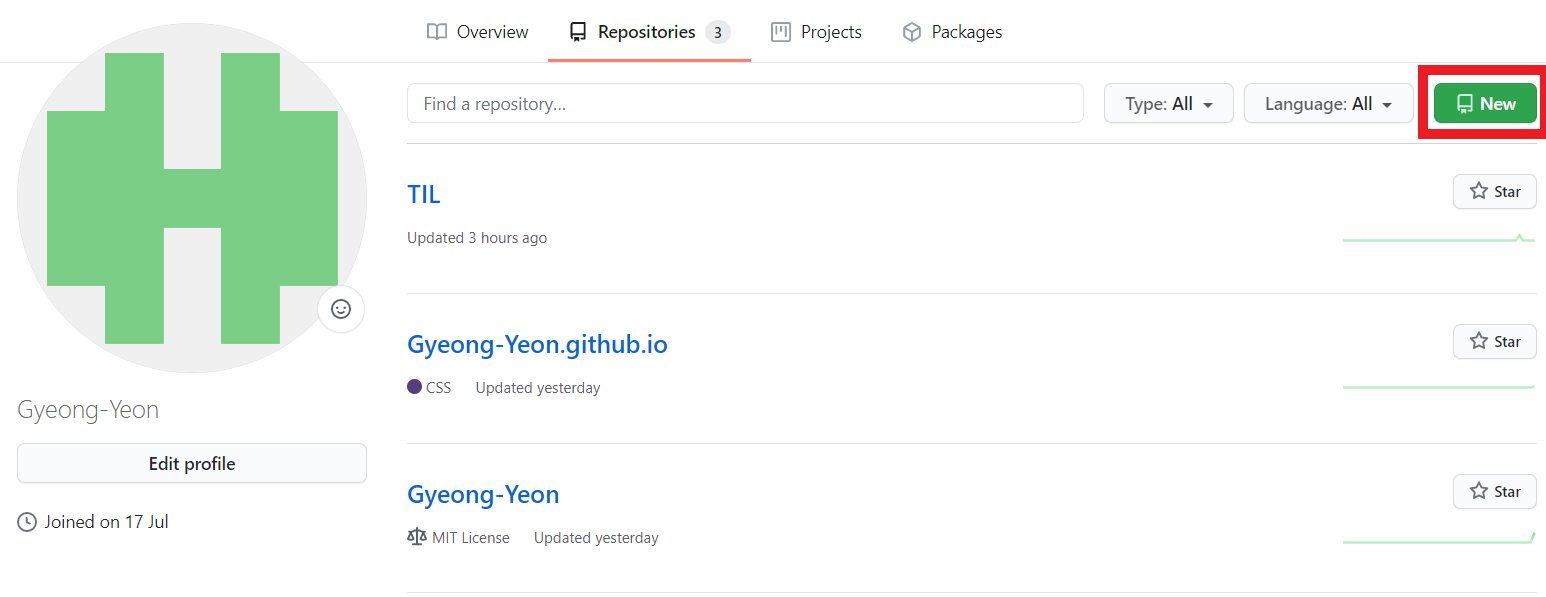 Overview Repositories 3 Projects Packages
Find a repository... Type: All Language: All New
TIL Star
Updated 3 hours ago
Gyeong-Yeon.github.io Star
CSS Updated yesterday
Gyeong-Yeon
Edit profile
Gyeong-Yeon Star
Joined on 17 Jul
MIT License Updated yesterday